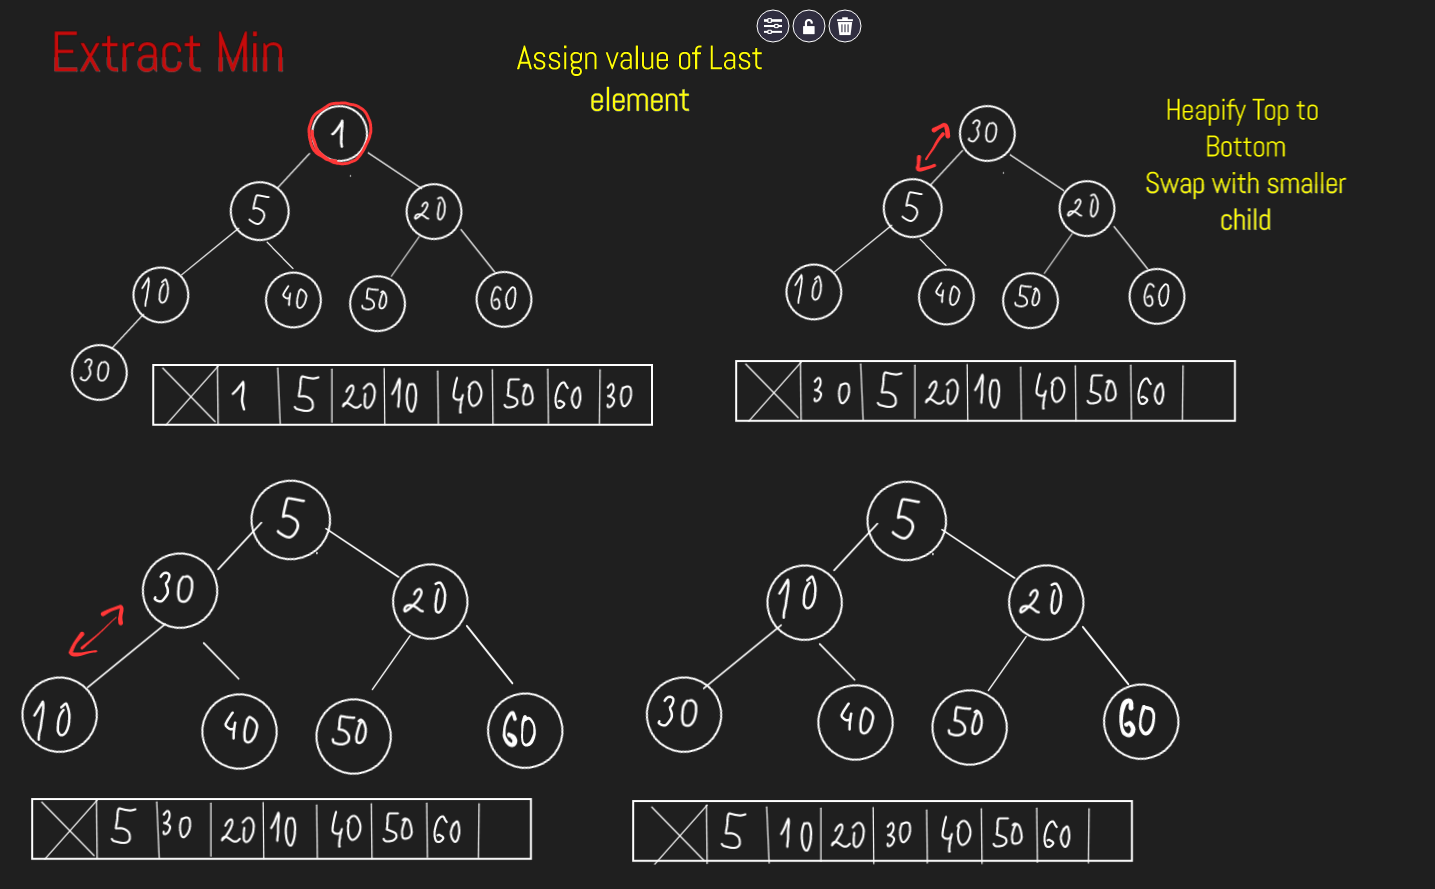 Extract Min
Assign value of Last
element
1
5 20
10 40 50 60
30
1 5 20 10 40 50 60 30
Heapify Top to
Bottom
Swap with smaller
child
30
5 20
10 40 50 60
30 5 20 10 40 50 60
5
30 20
10 40 50 60
5 30 20 10 40 50 60
5
10 20
30 40 50 60
5 10 20 30 40 50 60